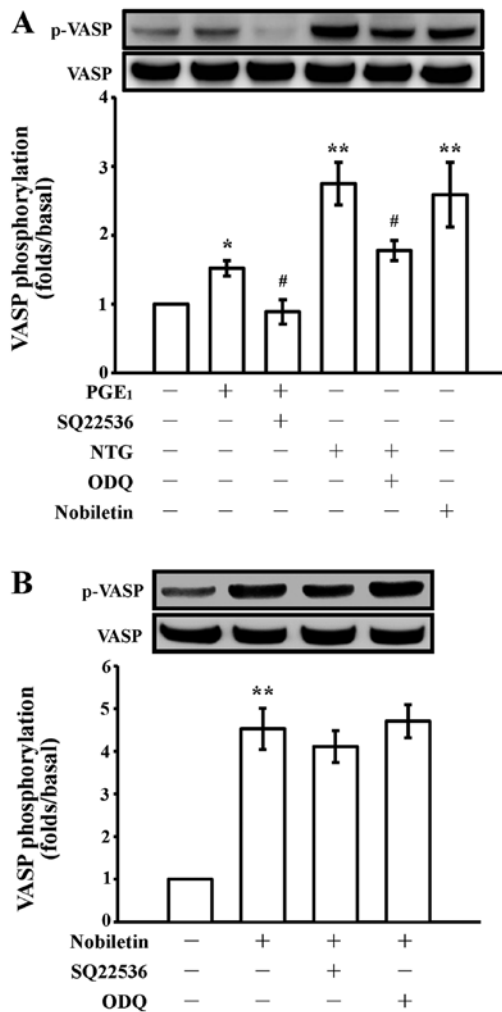 A
p-VASP
VASP
VASP phosphorylation
(folds/basal)
4
3
2
1
0
**
**
*
#
#
PGE₁ − + + − − −
SQ22536 − − + − − −
NTG − − − + + −
ODQ − − − − + −
Nobiletin − − − − − +
B
p-VASP
VASP
VASP phosphorylation
(folds/basal)
6
5
4
3
2
1
0
**
Nobiletin − + + +
SQ22536 − − + −
ODQ − − − +